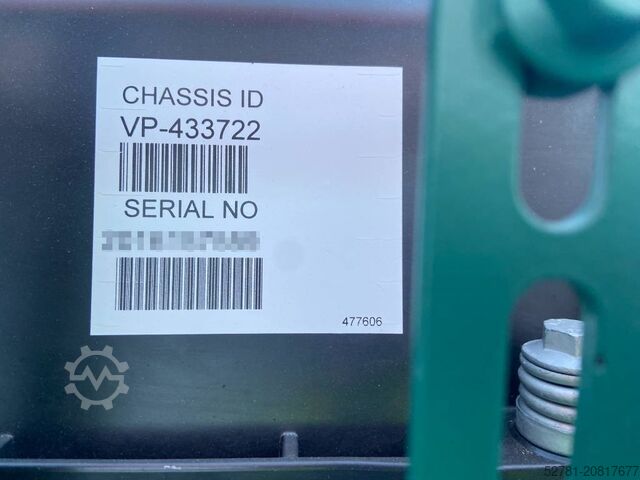 CHASSIS ID
VP-433722
SERIAL NO
477606
52781-20817677